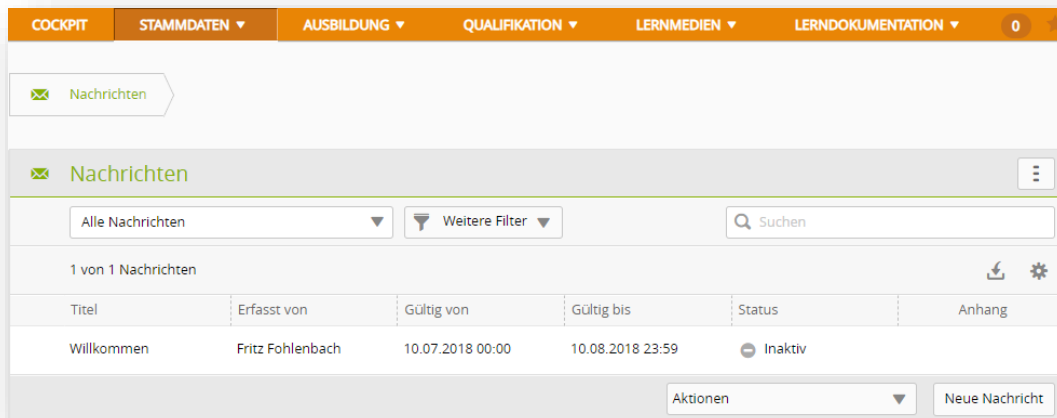 COCKPIT STAMMDATEN AUSBILDUNG QUALIFIKATION LERNMEDIEN LERNDOKUMENTATION 0
Nachrichten
Nachrichten
Alle Nachrichten Weitere Filter Suchen
1 von 1 Nachrichten
Titel Erfasst von Gültig von Gültig bis Status Anhang
Willkommen Fritz Fohlenbach 10.07.2018 00:00 10.08.2018 23:59 Inaktiv
Aktionen Neue Nachricht